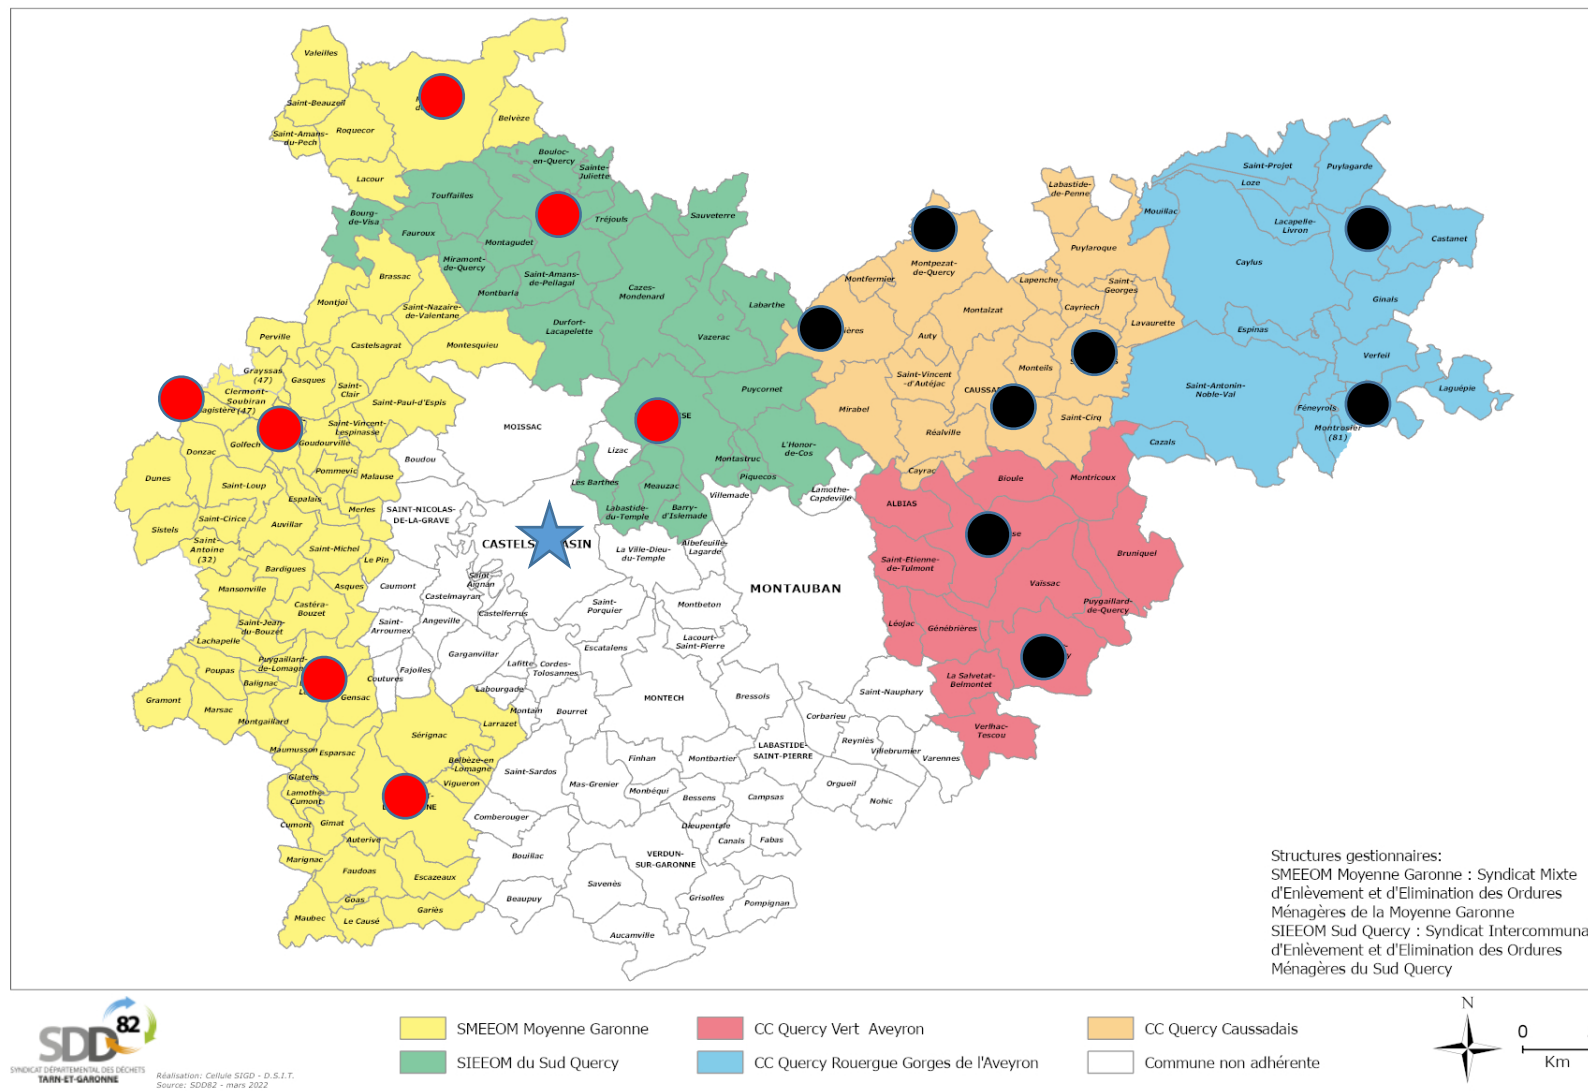 Valeilles
Saint-Beauzeil
Saint-Amans-
du-Pech
Roquecor
Belvèze
Lacour
Bourg-
de-Visa
Touffailles
Bouloc-
en-Quercy
Sainte-
Juliette
Tréjouls
Sauveterre
Fauroux
Montagudet
Miramont-
de-Quercy
Saint-Amans-
de-Pellagal
Montbarla
Cazes-
Mondenard
Labarthe
Durfort-
Lacapelette
Vazerac
Puycornet
L'Honor-
de-Cos
Montastruc
Piquecos
Lizac
Les Barthes
Meauzac
Labastide-
du-Temple
Barry-
d'Islemade
Villemade
Lamothe-
Capdeville
Brassac
Montjoi
Saint-Nazaire-
de-Valentane
Perville
Castelsagrat
Montesquieu
Grayssas
(47)
Gasques
Clermont-
Soubiran
(47)
Saint-
Clair
Saint-Paul-d'Espis
Saint-Vincent-
Lespinasse
Golfech
Goudourville
Donzac
Dunes
Saint-Loup
Pommevic
Malause
Espalais
Merles
Sistels
Saint-Cirice
Auvillar
Saint-
Antoine
(32)
Saint-Michel
Le Pin
Bardigues
Mansonville
Asques
Castéra-
Bouzet
Saint-Jean-
du-Bouzet
Lachapelle
Puygaillard-
de-Lomagne
Poupas
Balignac
Gramont
Marsac
Gensac
Montgaillard
Maumusson
Esparsac
Sérignac
Larrazet
Belbèze-en-
Lomagne
Vigueron
Glatens
Lamothe-
Cumont
Cumont
Gimat
Auterive
Marignac
Faudoas
Escazeaux
Goas
Maubec
Le Causé
Gariès
MOISSAC
Boudou
SAINT-NICOLAS-
DE-LA-GRAVE
Caumont
Saint-
Aignan
Castelmayran
Castelferrus
Angeville
Saint-
Arroumex
Garganvillar
Fajolles
Coutures
Lafitte
Labourgade
Cordes-
Tolosannes
Montain
Bourret
La Ville-Dieu-
du-Temple
Albefeuille-
Lagarde
MONTAUBAN
Saint-
Porquier
Montbeton
Escatalens
Lacourt-
Saint-Pierre
MONTECH
Bressols
Saint-Nauphary
Corbarieu
Reyniès
Villebrumier
Varennes
LABASTIDE-
SAINT-PIERRE
Orgueil
Nohic
Saint-Sardos
Mas-Grenier
Finhan
Montbartier
Monbéqui
Bessens
Campsas
Dieupentale
Canals
Fabas
Comberouger
Bouillac
VERDUN-
SUR-GARONNE
Beaupuy
Savenès
Grisolles
Pompignan
Aucamville
Labastide-
de-Penne
Montpezat-
de-Quercy
Puylaroque
Montfermier
Lapenche
Saint-
Georges
Cayriech
Lavaurette
Montalzat
Auty
Monteils
Saint-Vincent
-d'Autéjac
Mirabel
Réalville
Saint-Cirq
Cayrac
Mouillac
Saint-Projet
Loze
Puylagarde
Lacapelle-
Livron
Castanet
Caylus
Ginals
Espinas
Verfeil
Laguépie
Saint-Antonin-
Noble-Val
Féneyrols
Montrosier
(81)
Cazals
ALBIAS
Bioule
Montricoux
Bruniquel
Saint-Etienne-
de-Tulmont
Vaïssac
Puygaillard-
de-Quercy
Léojac
Génébrières
La Salvetat-
Belmontet
Verlhac-
Tescou
Structures gestionnaires:
SMEEOM Moyenne Garonne : Syndicat Mixte
d'Enlèvement et d'Elimination des Ordures
Ménagères de la Moyenne Garonne
SIEEOM Sud Quercy : Syndicat Intercommuna
d'Enlèvement et d'Elimination des Ordures
Ménagères du Sud Quercy
SDD 82
SYNDICAT DÉPARTEMENTAL DES DÉCHETS
TARN-ET-GARONNE
Réalisation: Cellule SIGD - D.S.I.T.
Source: SDD82 - mars 2022
SMEEOM Moyenne Garonne
SIEEOM du Sud Quercy
CC Quercy Vert Aveyron
CC Quercy Rouergue Gorges de l'Aveyron
CC Quercy Caussadais
Commune non adhérente
N
0
Km